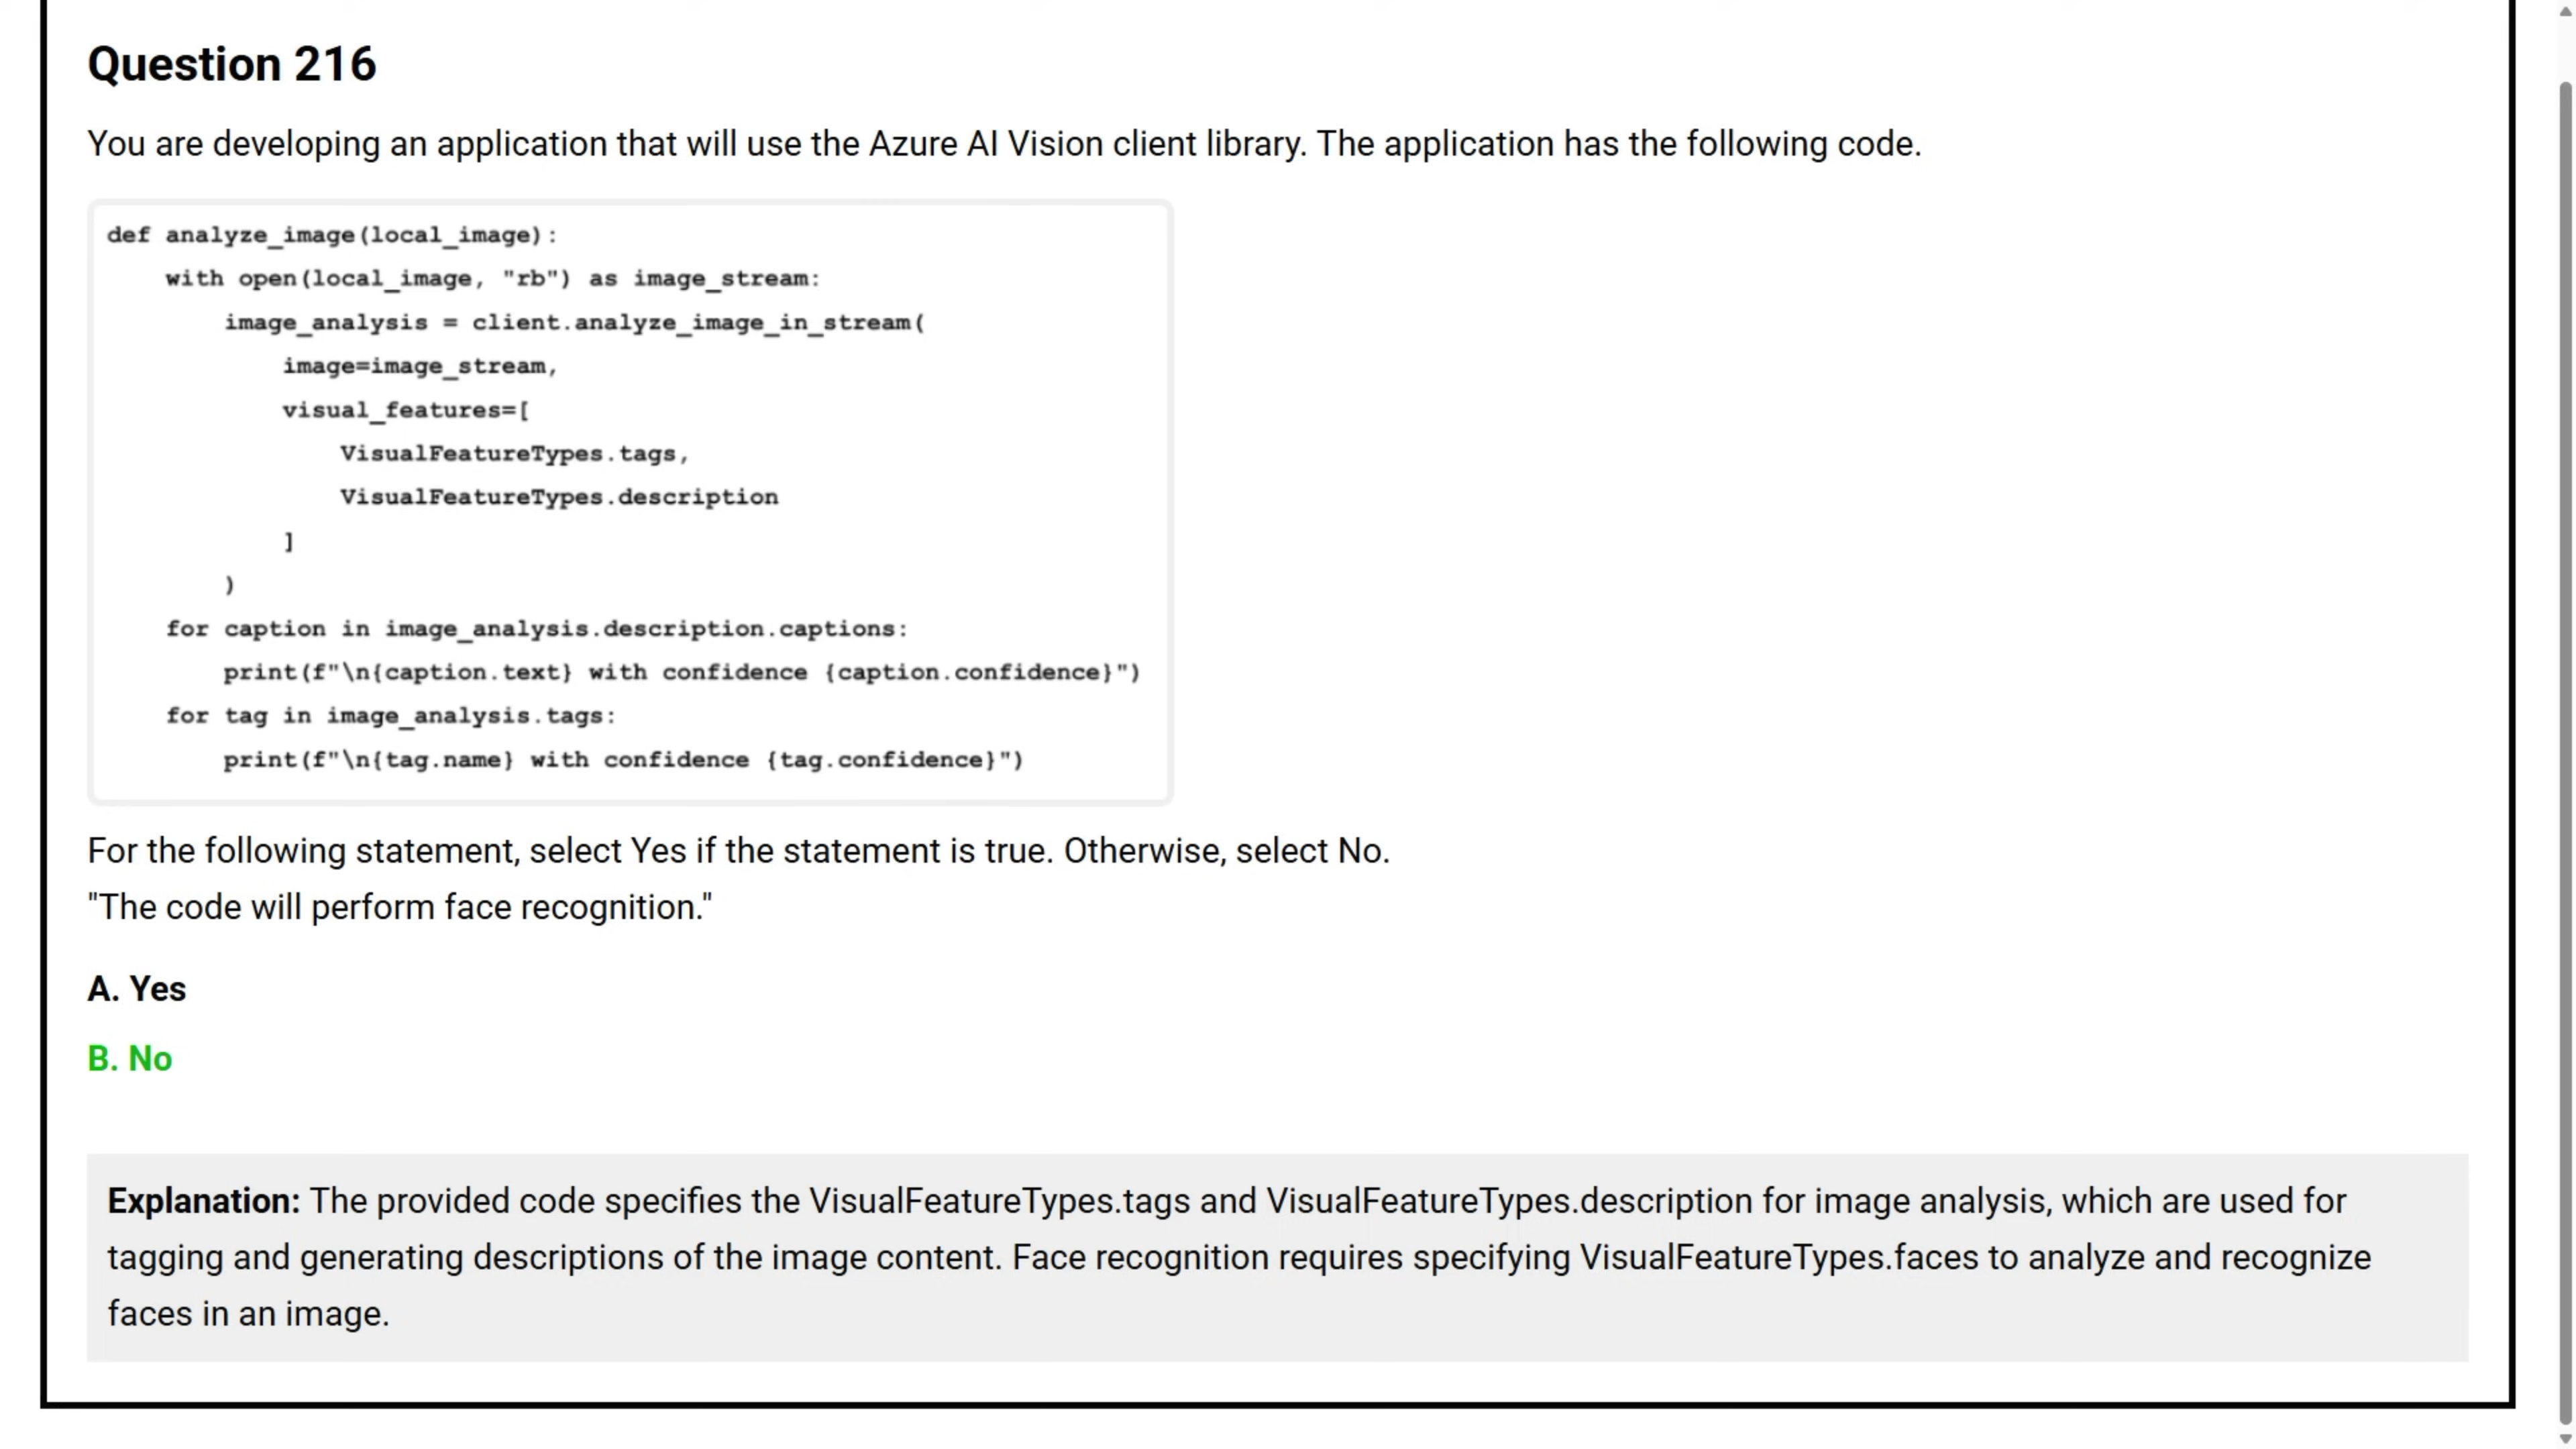 Question 216
You are developing an application that will use the Azure AI Vision client library. The application has the following code.
def analyze_image(local_image):
    with open(local_image, "rb") as image_stream:
        image_analysis = client.analyze_image_in_stream(
            image=image_stream,
            visual_features=[
                VisualFeatureTypes.tags,
                VisualFeatureTypes.description
            ]
        )
    for caption in image_analysis.description.captions:
        print(f"\n{caption.text} with confidence {caption.confidence}")
    for tag in image_analysis.tags:
        print(f"\n{tag.name} with confidence {tag.confidence}")
For the following statement, select Yes if the statement is true. Otherwise, select No.
"The code will perform face recognition."
A. Yes
B. No
Explanation: The provided code specifies the VisualFeatureTypes.tags and VisualFeatureTypes.description for image analysis, which are used for
tagging and generating descriptions of the image content. Face recognition requires specifying VisualFeatureTypes.faces to analyze and recognize
faces in an image.